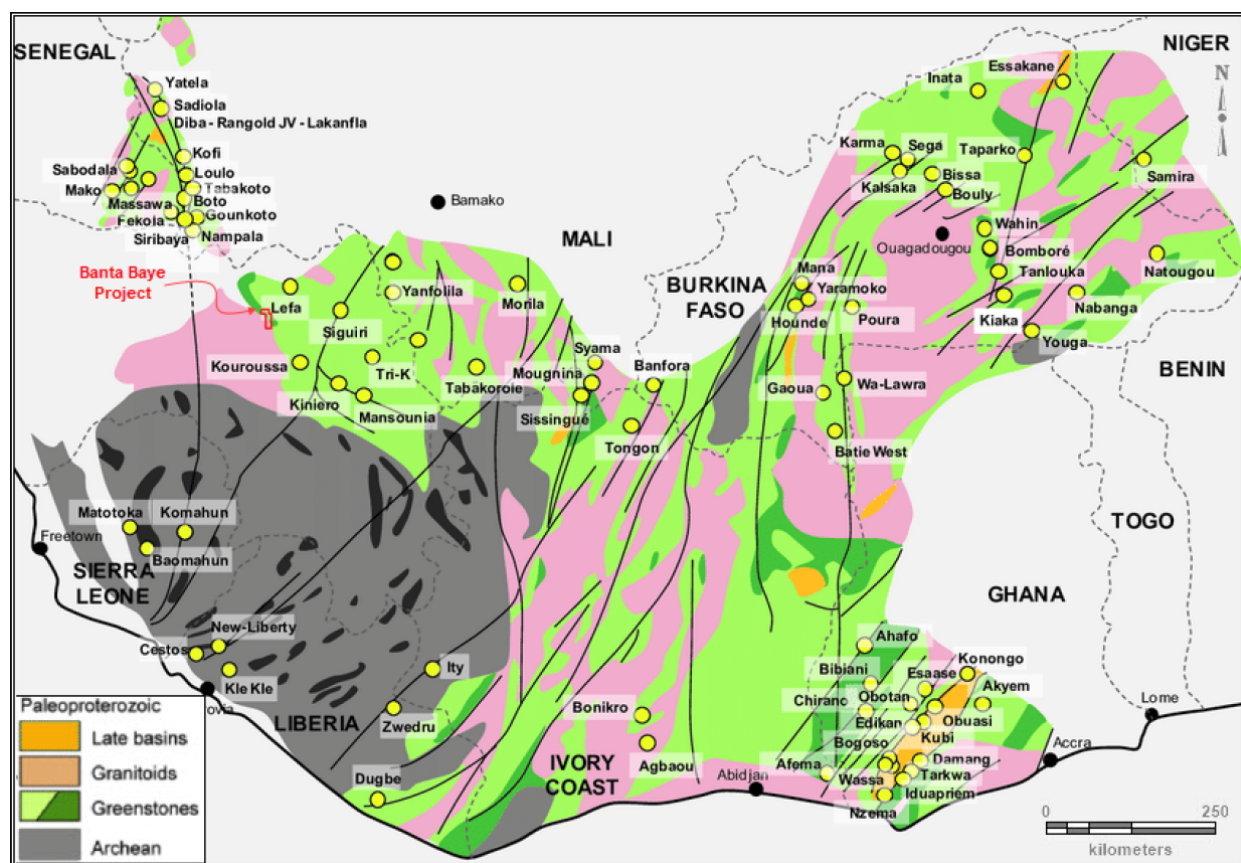 SENEGAL
NIGER
N
Essakane
Inata
Yatela
Sadiola
Diba - Rangold JV - Lakanfla
Kofi
Sabodala
Loulo
Mako
Tabakoto
Massawa
Boto
Fekola
Gounkoto
Siribaya
Nampala
Bamako
MALI
Karma
Sega
Taparko
Kalsaka
Bissa
Samira
Bouly
Wahin
Ouagadougou
Bomboré
Tanlouka
Natougou
Nabanga
Kiaka
Youga
Banta Baye
Project
Lefa
Yanfolila
Morila
Siguiri
BURKINA
FASO
Mana
Yaramoko
Hounde
Poura
BENIN
Kouroussa
Tri-K
Syama
Mougnina
Banfora
Tabakoroie
Kiniero
Mansounia
Sissingue
Gaoua
Wa-Lawra
Tongon
Batie West
TOGO
Matotoka
Komahun
Freetown
Baomahun
SIERRA
LEONE
GHANA
New-Liberty
Cestos
Kle Kle
ovia
Ity
LIBERIA
Zwedru
Dugbe
Bonikro
Agbaou
IVORY
COAST
Abidjan
Ahafo
Bibiani
Esaase
Konongo
Chirano
Obotan
Akyem
Edikan
Obuasi
Kubi
Bogoso
Damang
Afema
Wassa
Tarkwa
Iduapriem
Nzema
Lome
Accra
Paleoproterozoic
Late basins
Granitoids
Greenstones
Archean
0 250
kilometers